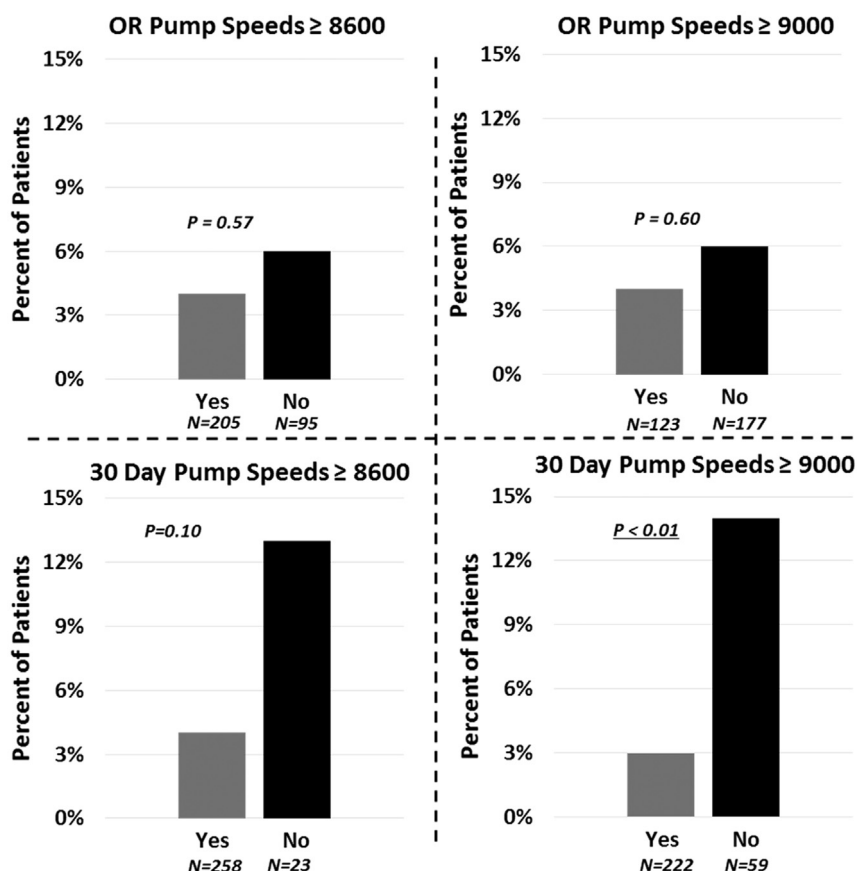 OR Pump Speeds ≥ 8600
Percent of Patients
15%
12%
9%
6%
3%
0%
P = 0.57
Yes
No
N=205
N=95
OR Pump Speeds ≥ 9000
Percent of Patients
15%
12%
9%
6%
3%
0%
P = 0.60
Yes
No
N=123
N=177
30 Day Pump Speeds ≥ 8600
Percent of Patients
15%
12%
9%
6%
3%
0%
P=0.10
Yes
No
N=258
N=23
30 Day Pump Speeds ≥ 9000
Percent of Patients
15%
12%
9%
6%
3%
0%
P < 0.01
Yes
No
N=222
N=59